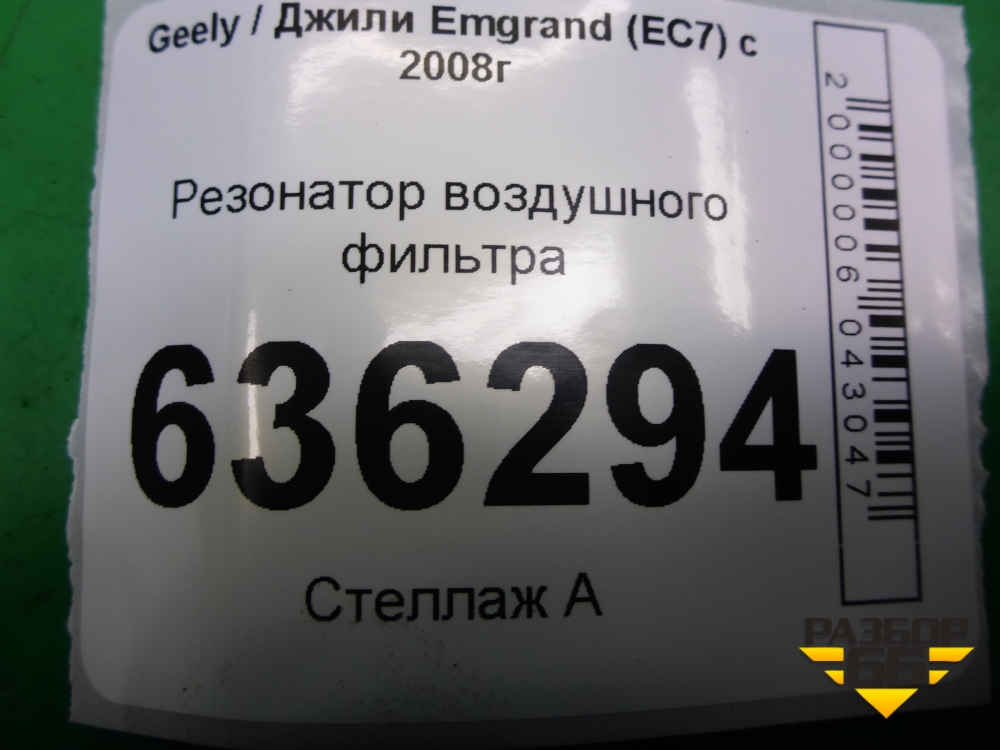 Geely / Джили Emgrand (EC7) с
2008г
Резонатор воздушного
фильтра
636294
Стеллаж А
2000006043047
РАЗБОР
66